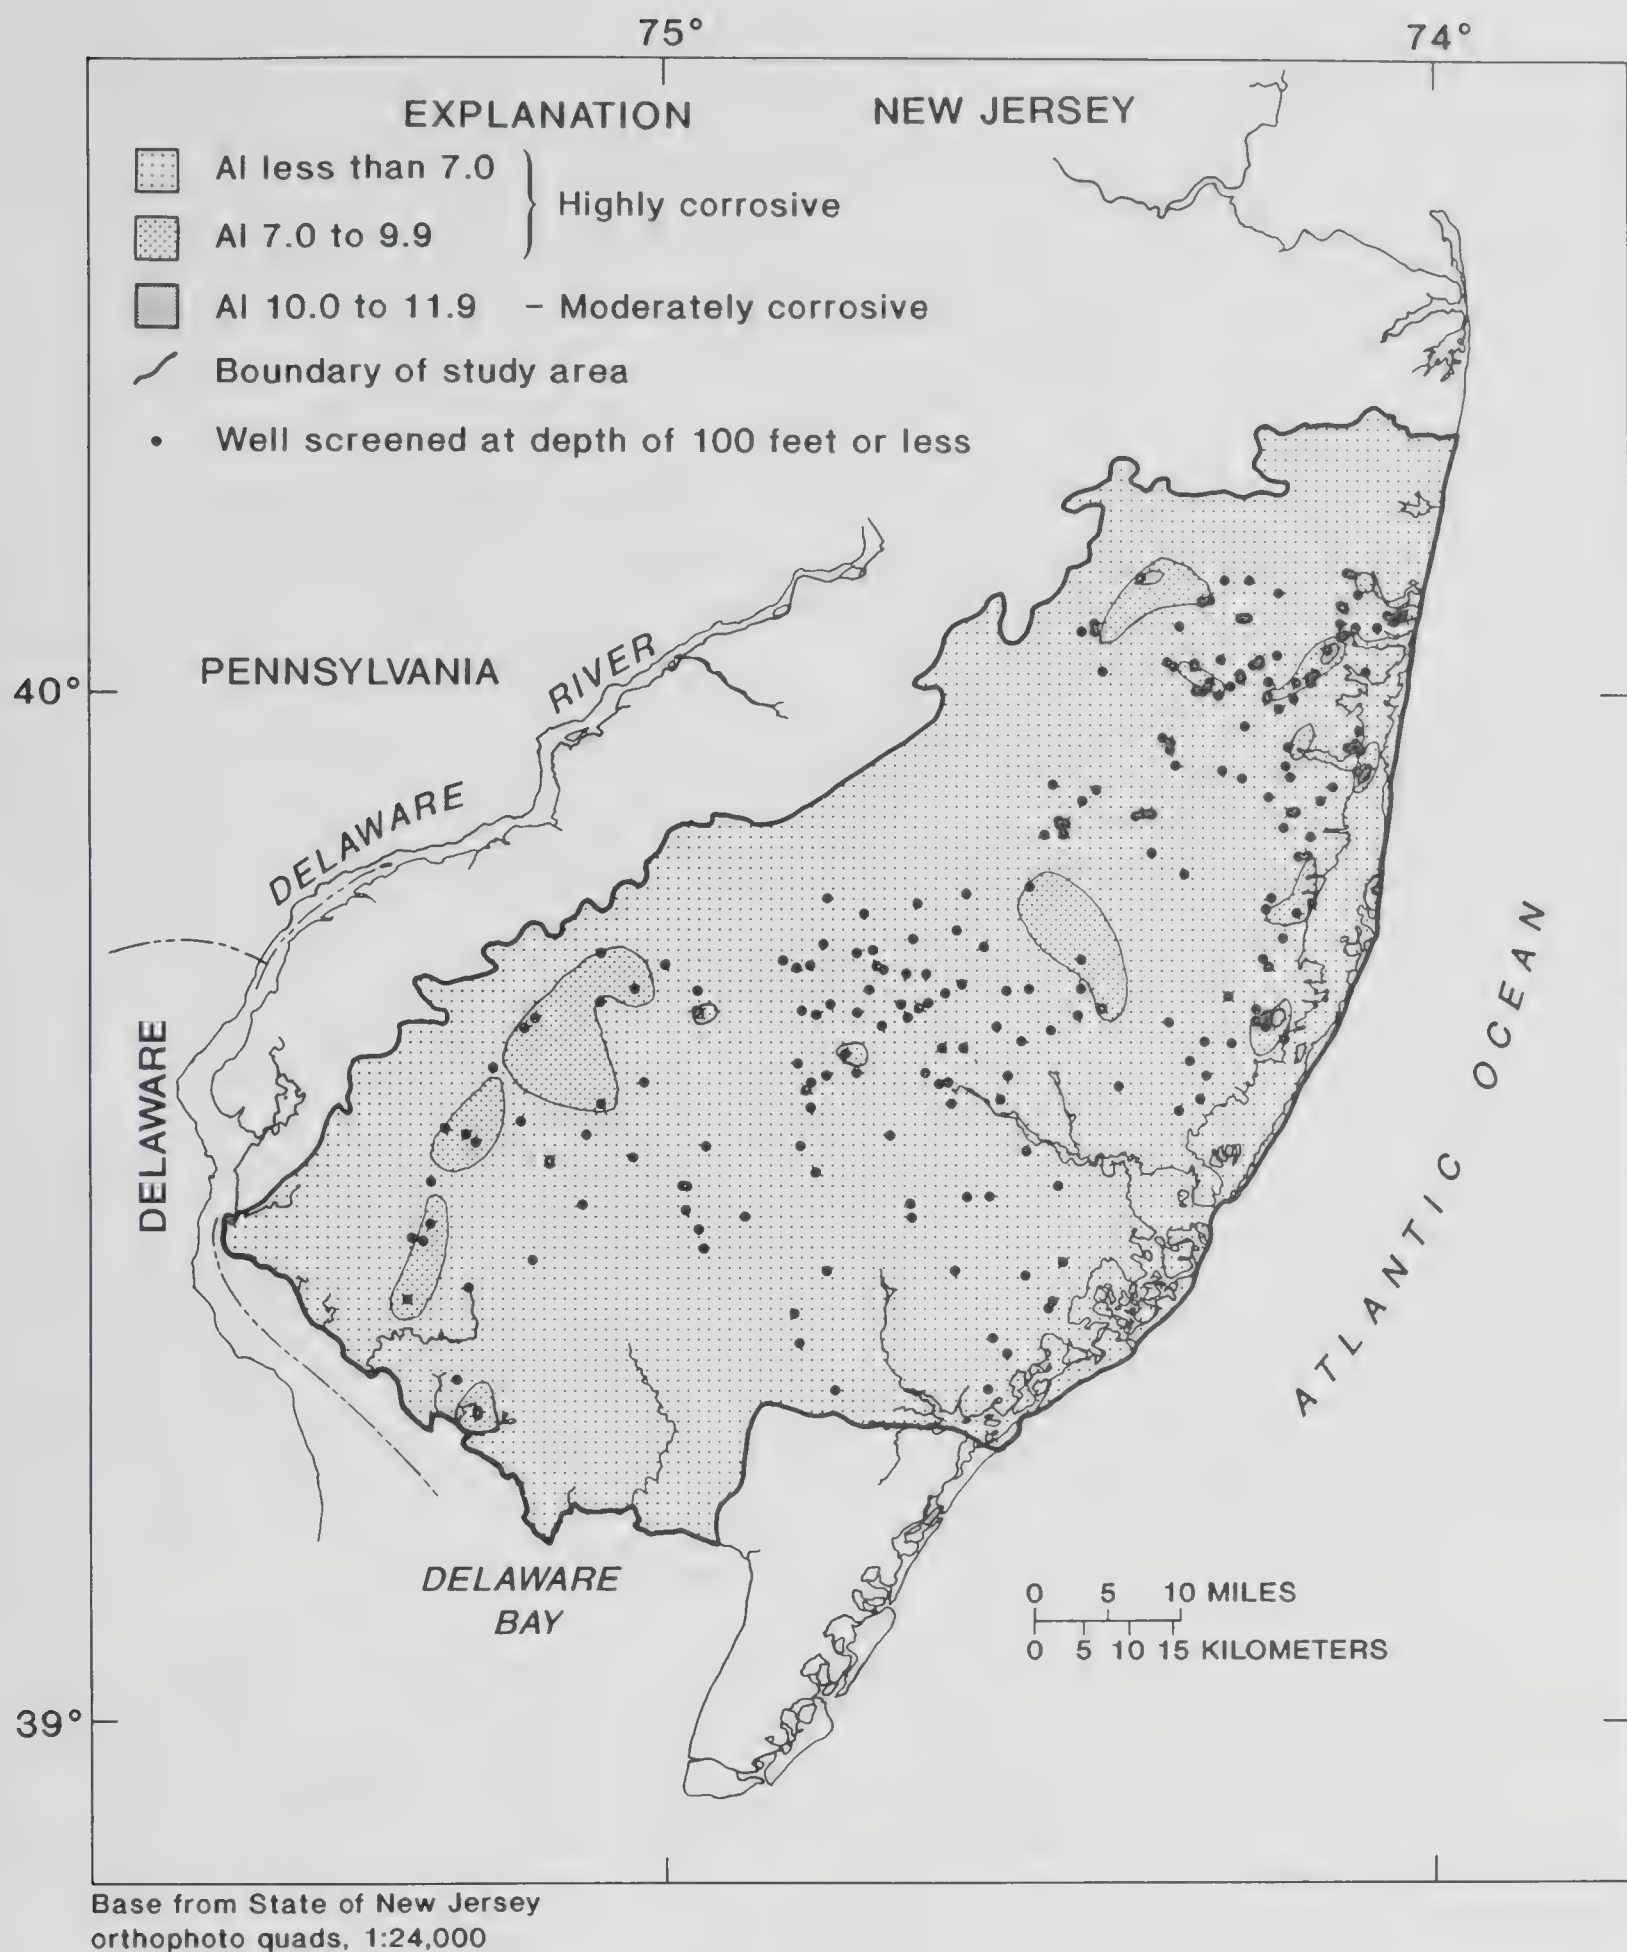 75°
74°
EXPLANATION
NEW JERSEY
AI less than 7.0
Highly corrosive
AI 7.0 to 9.9
AI 10.0 to 11.9 – Moderately corrosive
Boundary of study area
Well screened at depth of 100 feet or less
40°
PENNSYLVANIA
DELAWARE RIVER
DELAWARE
ATLANTIC OCEAN
DELAWARE
BAY
0 5 10 MILES
0 5 10 15 KILOMETERS
39°
Base from State of New Jersey
orthophoto quads, 1:24,000